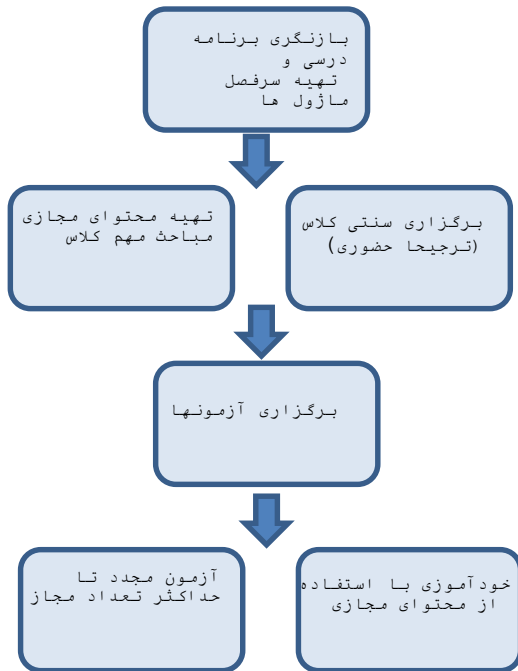 بازنگری برنامه
درسی و
تهیه سرفصل
ماژول ها
برگزاری سنتی کلاس
(ترجیحا حضوری)
تهیه محتوای مجازی
مباحث مهم کلاس
برگزاری آزمونها
خودآموزی با استفاده
از محتوای مجازی
آزمون مجدد تا
حداکثر تعداد مجاز